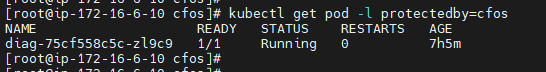 [root@ip-172-16-6-10 cfos]# kubectl get pod -l protectedby=cfos
NAME                   READY   STATUS    RESTARTS   AGE
diag-75cf558c5c-zl9c9   1/1     Running   0          7h5m
[root@ip-172-16-6-10 cfos]#
[root@ip-172-16-6-10 cfos]#